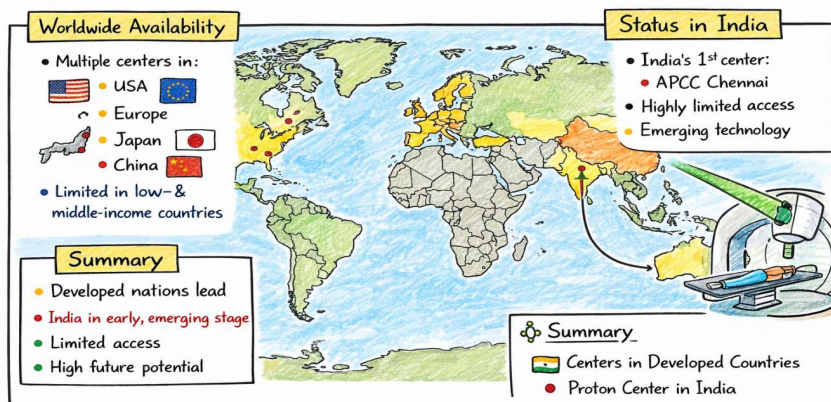 Worldwide Availability
• Multiple centers in:
• USA
• Europe
• Japan
• China
• Limited in low- &
middle-income countries
Summary
• Developed nations lead
• India in early, emerging stage
• Limited access
• High future potential
Status in India
• India's 1st center:
• APCC Chennai
• Highly limited access
• Emerging technology
Summary
Centers in Developed Countries
• Proton Center in India